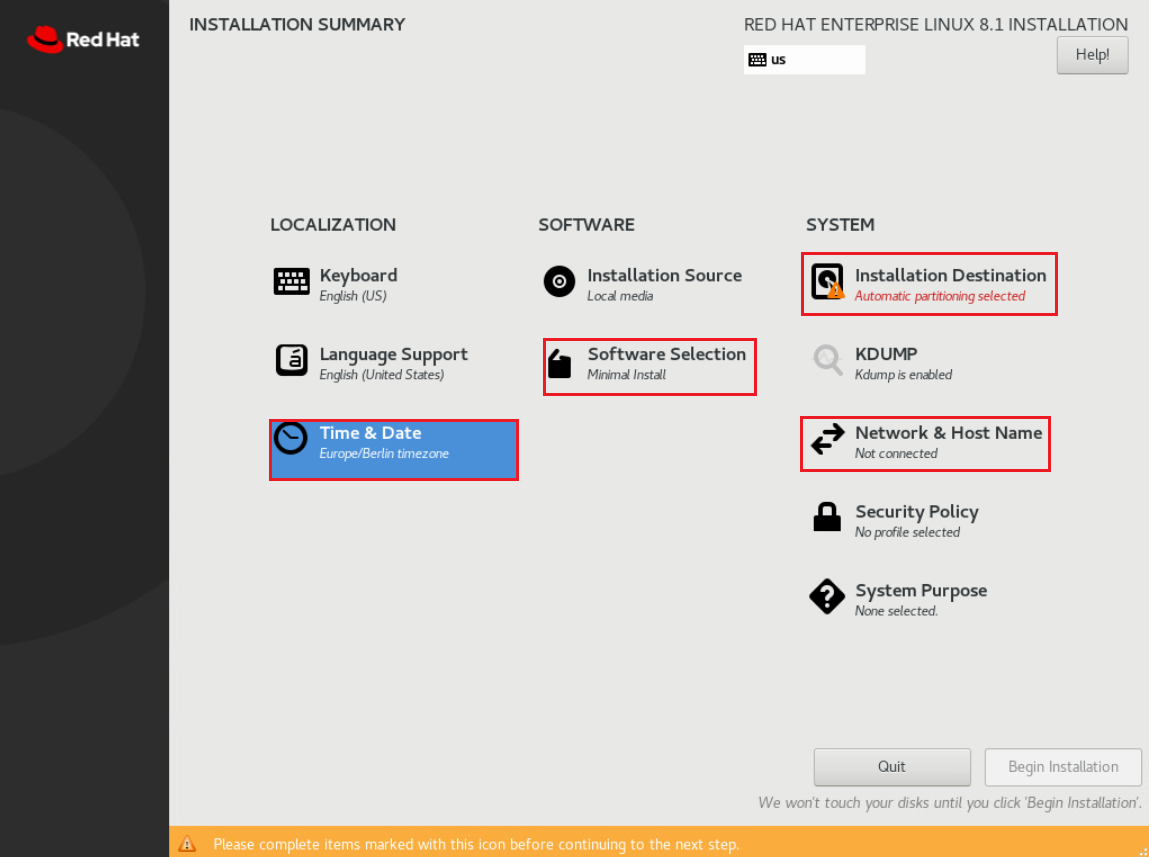 Red Hat
INSTALLATION SUMMARY
RED HAT ENTERPRISE LINUX 8.1 INSTALLATION
us
Help!
LOCALIZATION
Keyboard
English (US)
Language Support
English (United States)
Time & Date
Europe/Berlin timezone
SOFTWARE
Installation Source
Local media
Software Selection
Minimal Install
SYSTEM
Installation Destination
Automatic partitioning selected
KDUMP
Kdump is enabled
Network & Host Name
Not connected
Security Policy
No profile selected
System Purpose
None selected.
Quit
Begin Installation
We won't touch your disks until you click 'Begin Installation'.
Please complete items marked with this icon before continuing to the next step.